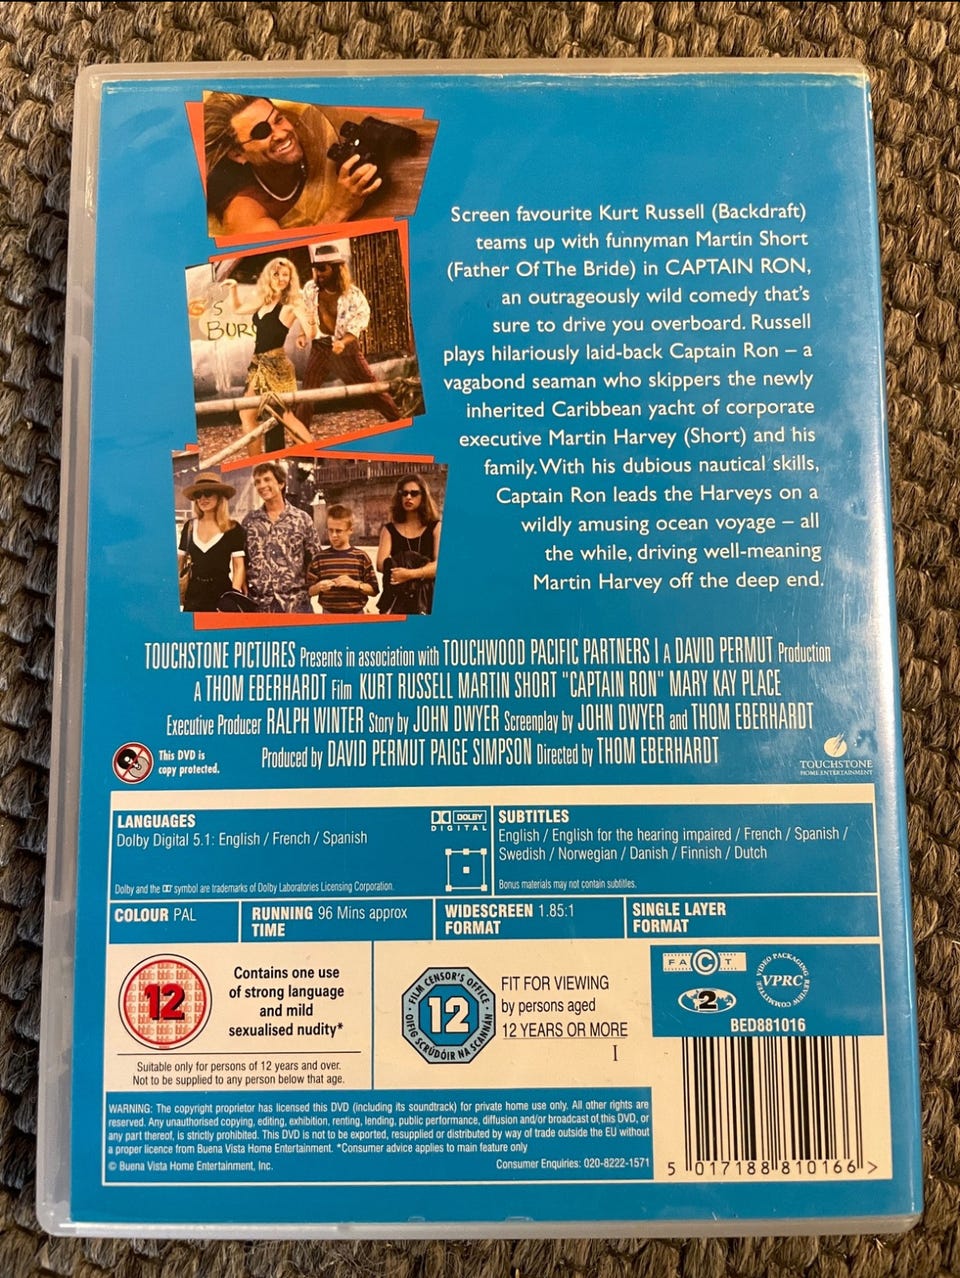 S'S
BUR
Screen favourite Kurt Russell (Backdraft)
teams up with funnyman Martin Short
(Father Of The Bride) in CAPTAIN RON,
an outrageously wild comedy that's
sure to drive you overboard. Russell
plays hilariously laid-back Captain Ron – a
vagabond seaman who skippers the newly
inherited Caribbean yacht of corporate
executive Martin Harvey (Short) and his
family. With his dubious nautical skills,
Captain Ron leads the Harveys on a
wildly amusing ocean voyage – all
the while, driving well-meaning
Martin Harvey off the deep end.
TOUCHSTONE PICTURES Presents in association with TOUCHWOOD PACIFIC PARTNERS I A DAVID PERMUT Production
A THOM EBERHARDT Film KURT RUSSELL MARTIN SHORT "CAPTAIN RON" MARY KAY PLACE
Executive Producer RALPH WINTER Story by JOHN DWYER Screenplay by JOHN DWYER and THOM EBERHARDT
Produced by DAVID PERMUT PAIGE SIMPSON Directed by THOM EBERHARDT
This DVD is
copy protected.
TOUCHSTONE
HOME ENTERTAINMENT
LANGUAGES
Dolby Digital 5.1: English / French / Spanish
Dolby and the DD symbol are trademarks of Dolby Laboratories Licensing Corporation.
DOLBY
DIGITAL
SUBTITLES
English / English for the hearing impaired / French / Spanish /
Swedish / Norwegian / Danish / Finnish / Dutch
Bonus materials may not contain subtitles.
COLOUR PAL
RUNNING 96 Mins approx
TIME
WIDESCREEN 1.85:1
FORMAT
SINGLE LAYER
FORMAT
12
Contains one use
of strong language
and mild
sexualised nudity*
Suitable only for persons of 12 years and over.
Not to be supplied to any person below that age.
FILM CENSOR'S OFFICE
12
OIFIG SCRÚDÓIR NA SCANNÁN
FIT FOR VIEWING
by persons aged
12 YEARS OR MORE
I
FACT
2
VIDEO PACKAGING REVIEW COMMITTEE
VPRC
BED881016
WARNING: The copyright proprietor has licensed this DVD (including its soundtrack) for private home use only. All other rights are
reserved. Any unauthorised copying, editing, exhibition, renting, lending, public performance, diffusion and/or broadcast of this DVD, or
any part thereof, is strictly prohibited. This DVD is not to be exported, resupplied or distributed by way of trade outside the EU without
a proper licence from Buena Vista Home Entertainment. *Consumer advice applies to main feature only
© Buena Vista Home Entertainment, Inc.
Consumer Enquiries: 020-8222-1571
5 017188 810166 >